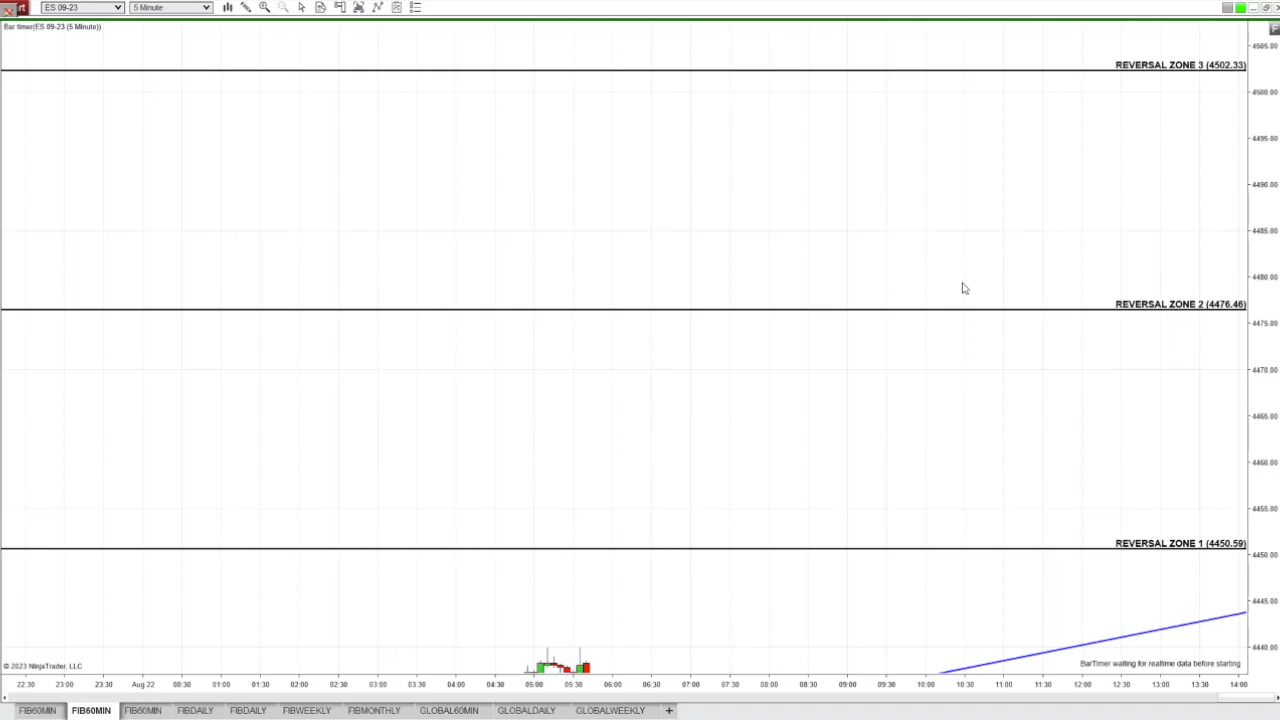 ES 09-23 5 Minute
Bar timer(ES 09-23 (5 Minute))
F
4505.00
REVERSAL ZONE 3 (4502.33)
4500.00
4495.00
4490.00
4485.00
4480.00
REVERSAL ZONE 2 (4476.46)
4475.00
4470.00
4465.00
4460.00
4455.00
REVERSAL ZONE 1 (4450.59)
4450.00
4445.00
4440.00
© 2023 NinjaTrader, LLC
BarTimer waiting for realtime data before starting
22:30 23:00 23:30 Aug 22 00:30 01:00 01:30 02:00 02:30 03:00 03:30 04:00 04:30 05:00 05:30 06:00 06:30 07:00 07:30 08:00 08:30 09:00 09:30 10:00 10:30 11:00 11:30 12:00 12:30 13:00 13:30 14:00
FIB60MIN FIB60MIN FIB60MIN FIBDAILY FIBDAILY FIBWEEKLY FIBMONTHLY GLOBAL60MIN GLOBALDAILY GLOBALWEEKLY +